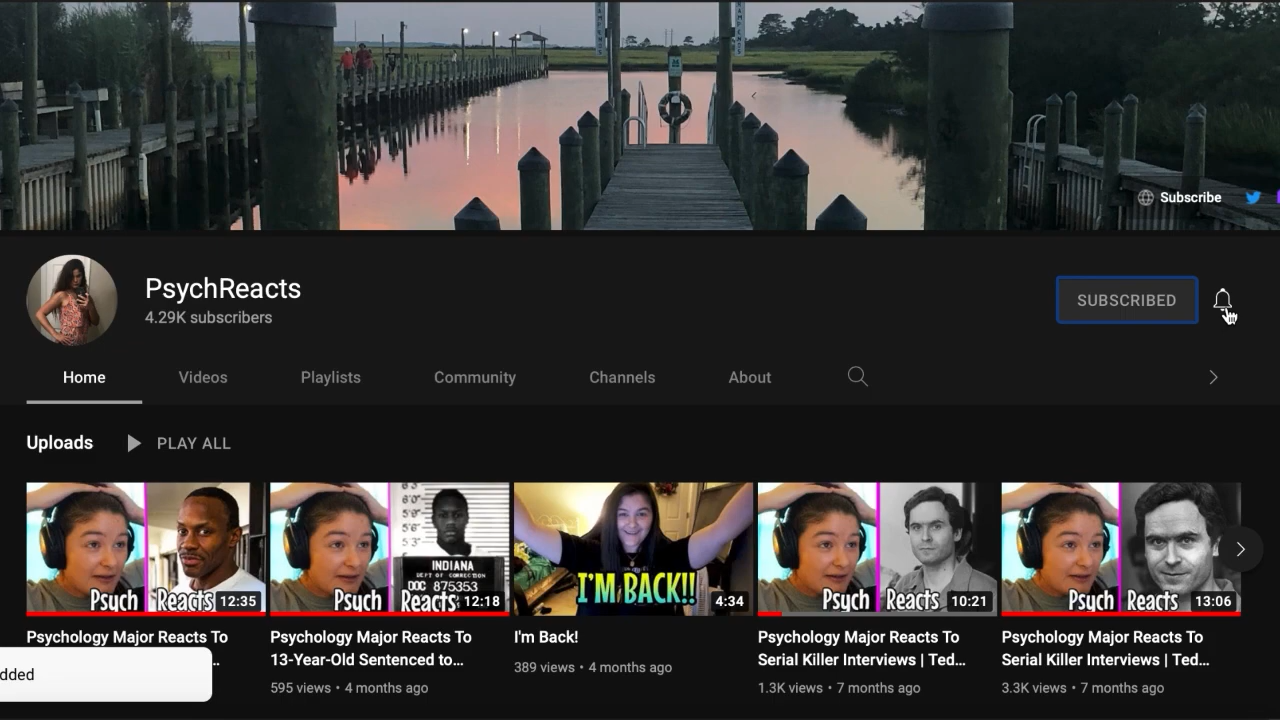 Subscribe
PsychReacts
4.29K subscribers
SUBSCRIBED
Home Videos Playlists Community Channels About
Uploads PLAY ALL
Psych Reacts 12:35
INDIANA
DEPT OF CORRECTION
DOC 875353
Psych Reacts 12:18
I'M BACK!!
4:34
Psych Reacts 10:21
Psych Reacts 13:06
Psychology Major Reacts To
Psychology Major Reacts To
13-Year-Old Sentenced to…
595 views • 4 months ago
I'm Back!
389 views • 4 months ago
Psychology Major Reacts To
Serial Killer Interviews | Ted…
1.3K views • 7 months ago
Psychology Major Reacts To
Serial Killer Interviews | Ted…
3.3K views • 7 months ago
dded